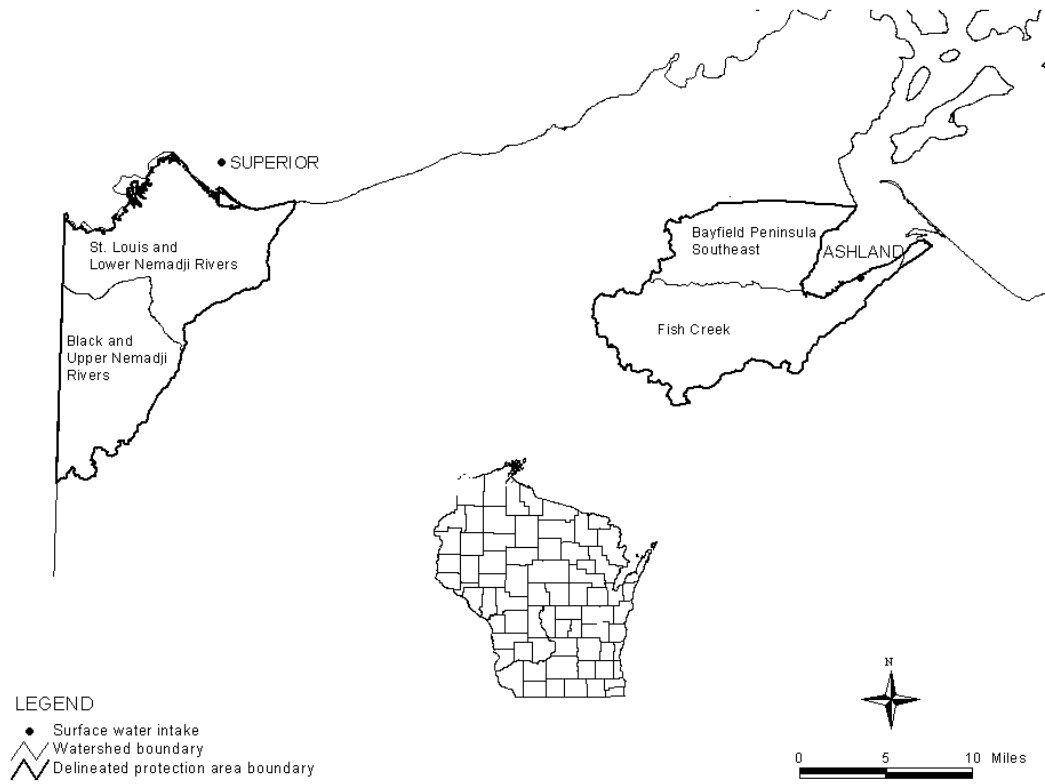 SUPERIOR
St. Louis and
Lower Nemadji Rivers
Black and
Upper Nemadji
Rivers
Bayfield Peninsula
Southeast
ASHLAND
Fish Creek
N
LEGEND
Surface water intake
Watershed boundary
Delineated protection area boundary
0 5 10 Miles